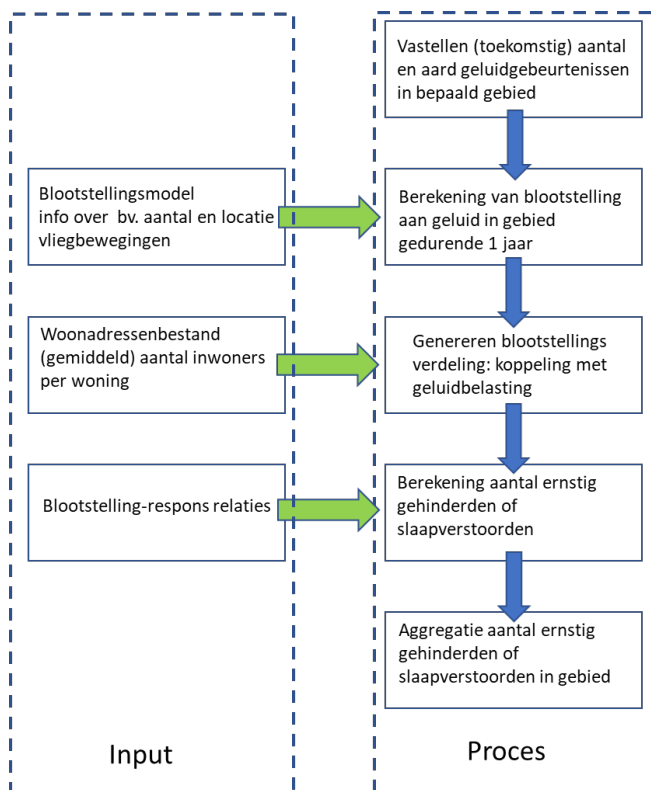 Vastellen (toekomstig) aantal
en aard geluidgebeurtenissen
in bepaald gebied
Blootstellingsmodel
info over bv. aantal en locatie
vliegbewegingen
Berekening van blootstelling
aan geluid in gebied
gedurende 1 jaar
Woonadressenbestand
(gemiddeld) aantal inwoners
per woning
Genereren blootstellings
verdeling: koppeling met
geluidbelasting
Blootstelling-respons relaties
Berekening aantal ernstig
gehinderden of
slaapverstoorden
Aggregatie aantal ernstig
gehinderden of
slaapverstoorden in gebied
Input
Proces